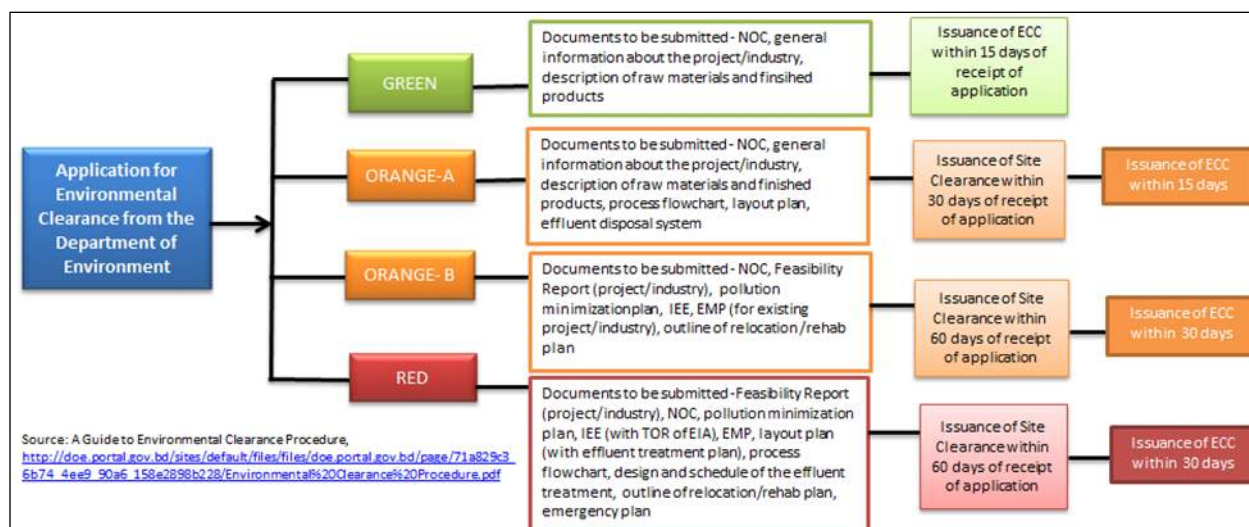 Application for
Environmental
Clearance from the
Department of
Environment
GREEN
Documents to be submitted - NOC, general
information about the project/industry,
description of raw materials and finsihed
products
Issuance of ECC
within 15 days of
receipt of
application
ORANGE-A
Documents to be submitted - NOC, general
information about the project/industry,
description of raw materials and finished
products, process flowchart, layout plan,
effluent disposal system
Issuance of Site
Clearance within
30 days of receipt
of application
Issuance of ECC
within 15 days
ORANGE- B
Documents to be submitted - NOC, Feasibility
Report (project/industry), pollution
minimizationplan, IEE, EMP (for existing
project/industry), outline of relocation/rehab
plan
Issuance of Site
Clearance within
60 days of receipt
of application
Issuance of ECC
within 30 days
RED
Documents to be submitted -Feasibility Report
(project/industry), NOC, pollution minimization
plan, IEE (with TOR of EIA), EMP, layout plan
(with effluent treatment plan), process
flowchart, design and schedule of the effluent
treatment, outline of relocation/rehab plan,
emergency plan
Issuance of Site
Clearance within
60 days of receipt
of application
Issuance of ECC
within 30 days
Source: A Guide to Environmental Clearance Procedure,
http://doe.portal.gov.bd/sites/default/files/files/doe.portal.gov.bd/page/71a829c3_
6b74_4ee9_90a6_158e2898b228/Environmental%20Clearance%20Procedure.pdf